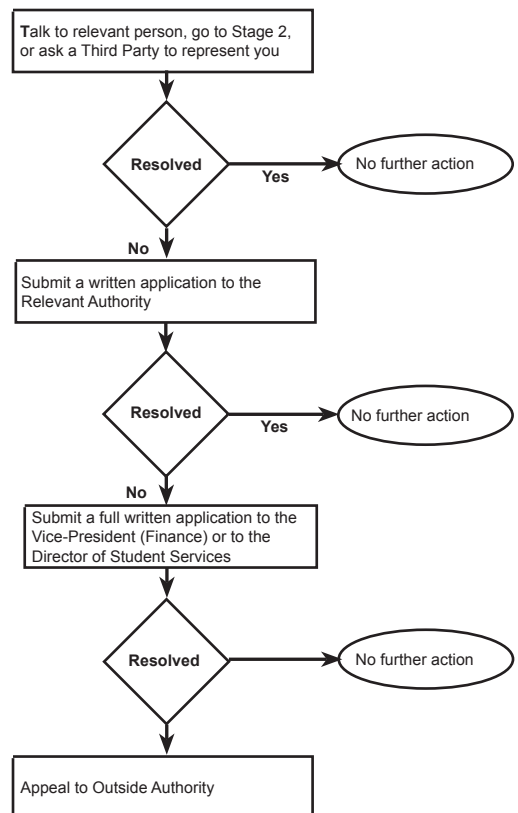 Talk to relevant person, go to Stage 2,
or ask a Third Party to represent you
Resolved
Yes
No further action
No
Submit a written application to the
Relevant Authority
Resolved
Yes
No further action
No
Submit a full written application to the
Vice-President (Finance) or to the
Director of Student Services
Resolved
No further action
Appeal to Outside Authority